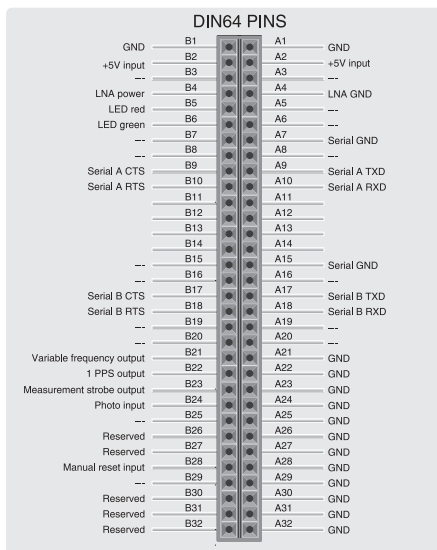 DIN64 PINS
GND B1 A1 GND
+5V input B2 A2 +5V input
--- B3 A3 ---
LNA power B4 A4 LNA GND
LED red B5 A5 ---
LED green B6 A6 ---
--- B7 A7 Serial GND
--- B8 A8 ---
Serial A CTS B9 A9 Serial A TXD
Serial A RTS B10 A10 Serial A RXD
B11 A11
B12 A12
B13 A13
B14 A14
--- B15 A15 Serial GND
--- B16 A16 ---
Serial B CTS B17 A17 Serial B TXD
Serial B RTS B18 A18 Serial B RXD
--- B19 A19 ---
--- B20 A20 ---
Variable frequency output B21 A21 GND
1 PPS output B22 A22 GND
Measurement strobe output B23 A23 GND
Photo input B24 A24 GND
--- B25 A25 GND
Reserved B26 A26 GND
Reserved B27 A27 GND
Manual reset input B28 A28 GND
--- B29 A29 GND
Reserved B30 A30 GND
Reserved B31 A31 GND
Reserved B32 A32 GND